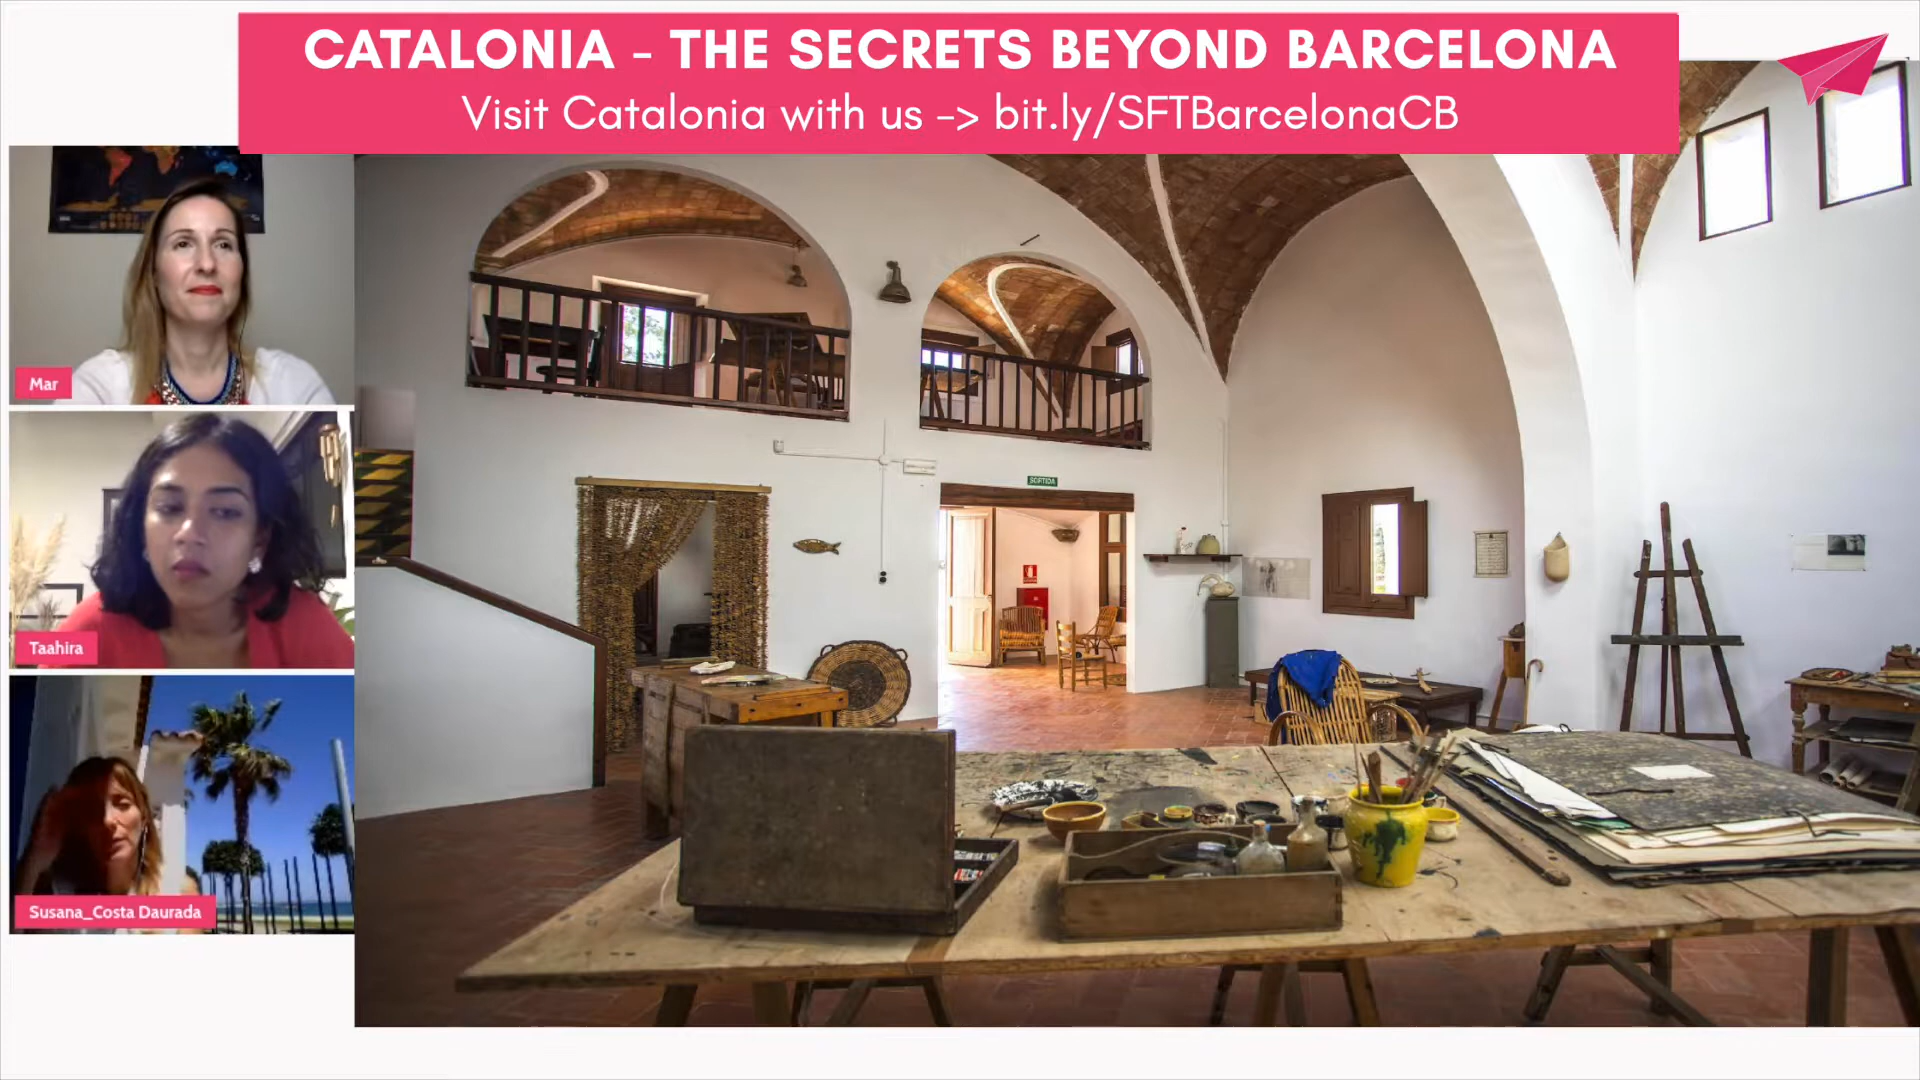 CATALONIA - THE SECRETS BEYOND BARCELONA
Visit Catalonia with us -> bit.ly/SFTBarcelonaCB
Mar
Taahira
Susana_Costa Daurada
SORTIDA